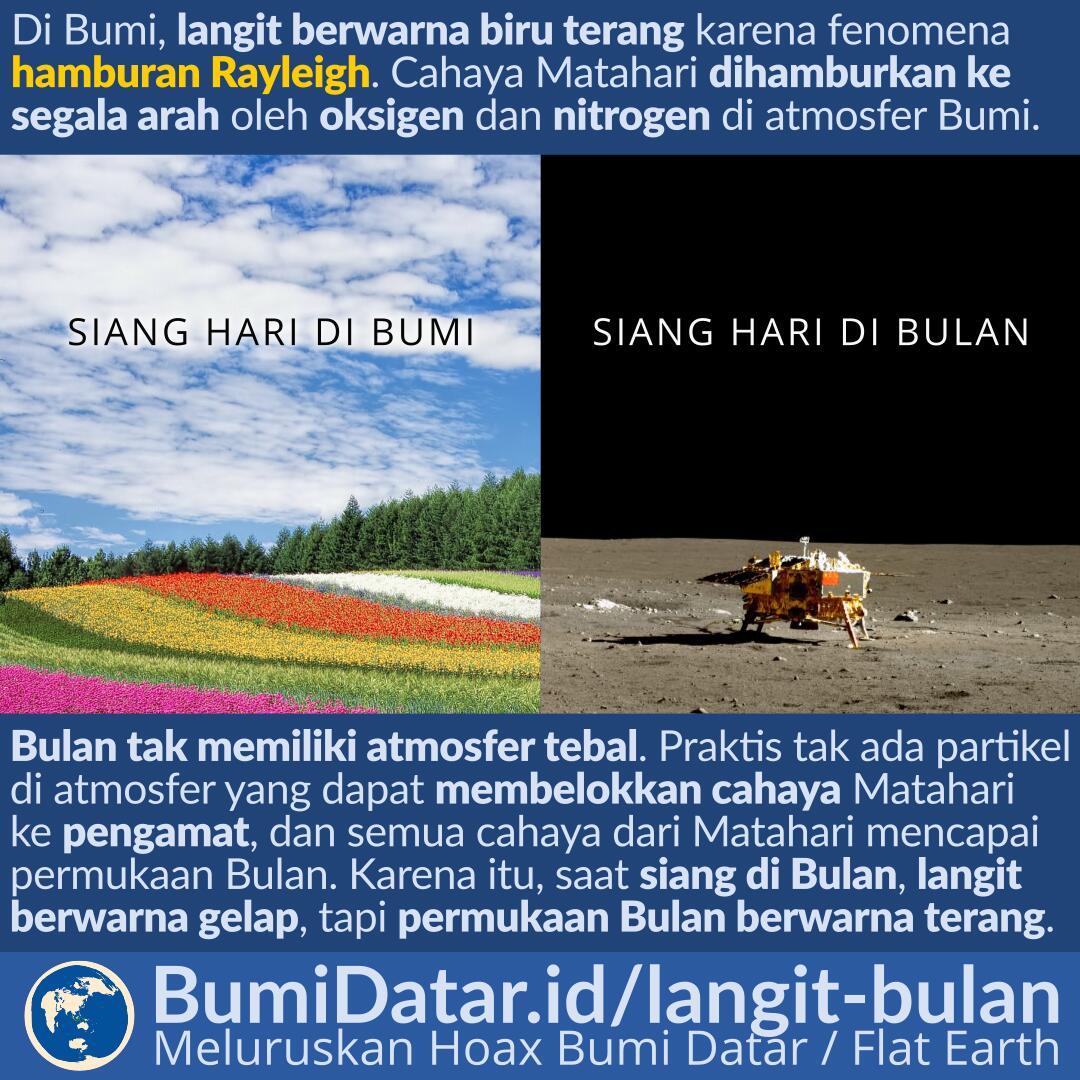 Di Bumi, langit berwarna biru terang karena fenomena
hamburan Rayleigh. Cahaya Matahari dihamburkan ke
segala arah oleh oksigen dan nitrogen di atmosfer Bumi.
SIANG HARI DI BUMI
SIANG HARI DI BULAN
Bulan tak memiliki atmosfer tebal. Praktis tak ada partikel
di atmosfer yang dapat membelokkan cahaya Matahari
ke pengamat, dan semua cahaya dari Matahari mencapai
permukaan Bulan. Karena itu, saat siang di Bulan, langit
berwarna gelap, tapi permukaan Bulan berwarna terang.
BumiDatar.id/langit-bulan
Meluruskan Hoax Bumi Datar / Flat Earth